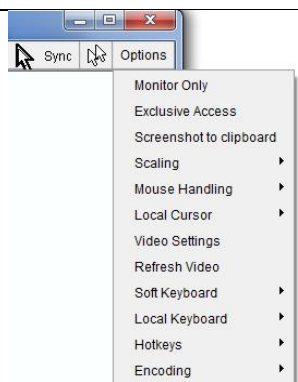 Sync Options
Monitor Only
Exclusive Access
Screenshot to clipboard
Scaling
Mouse Handling
Local Cursor
Video Settings
Refresh Video
Soft Keyboard
Local Keyboard
Hotkeys
Encoding